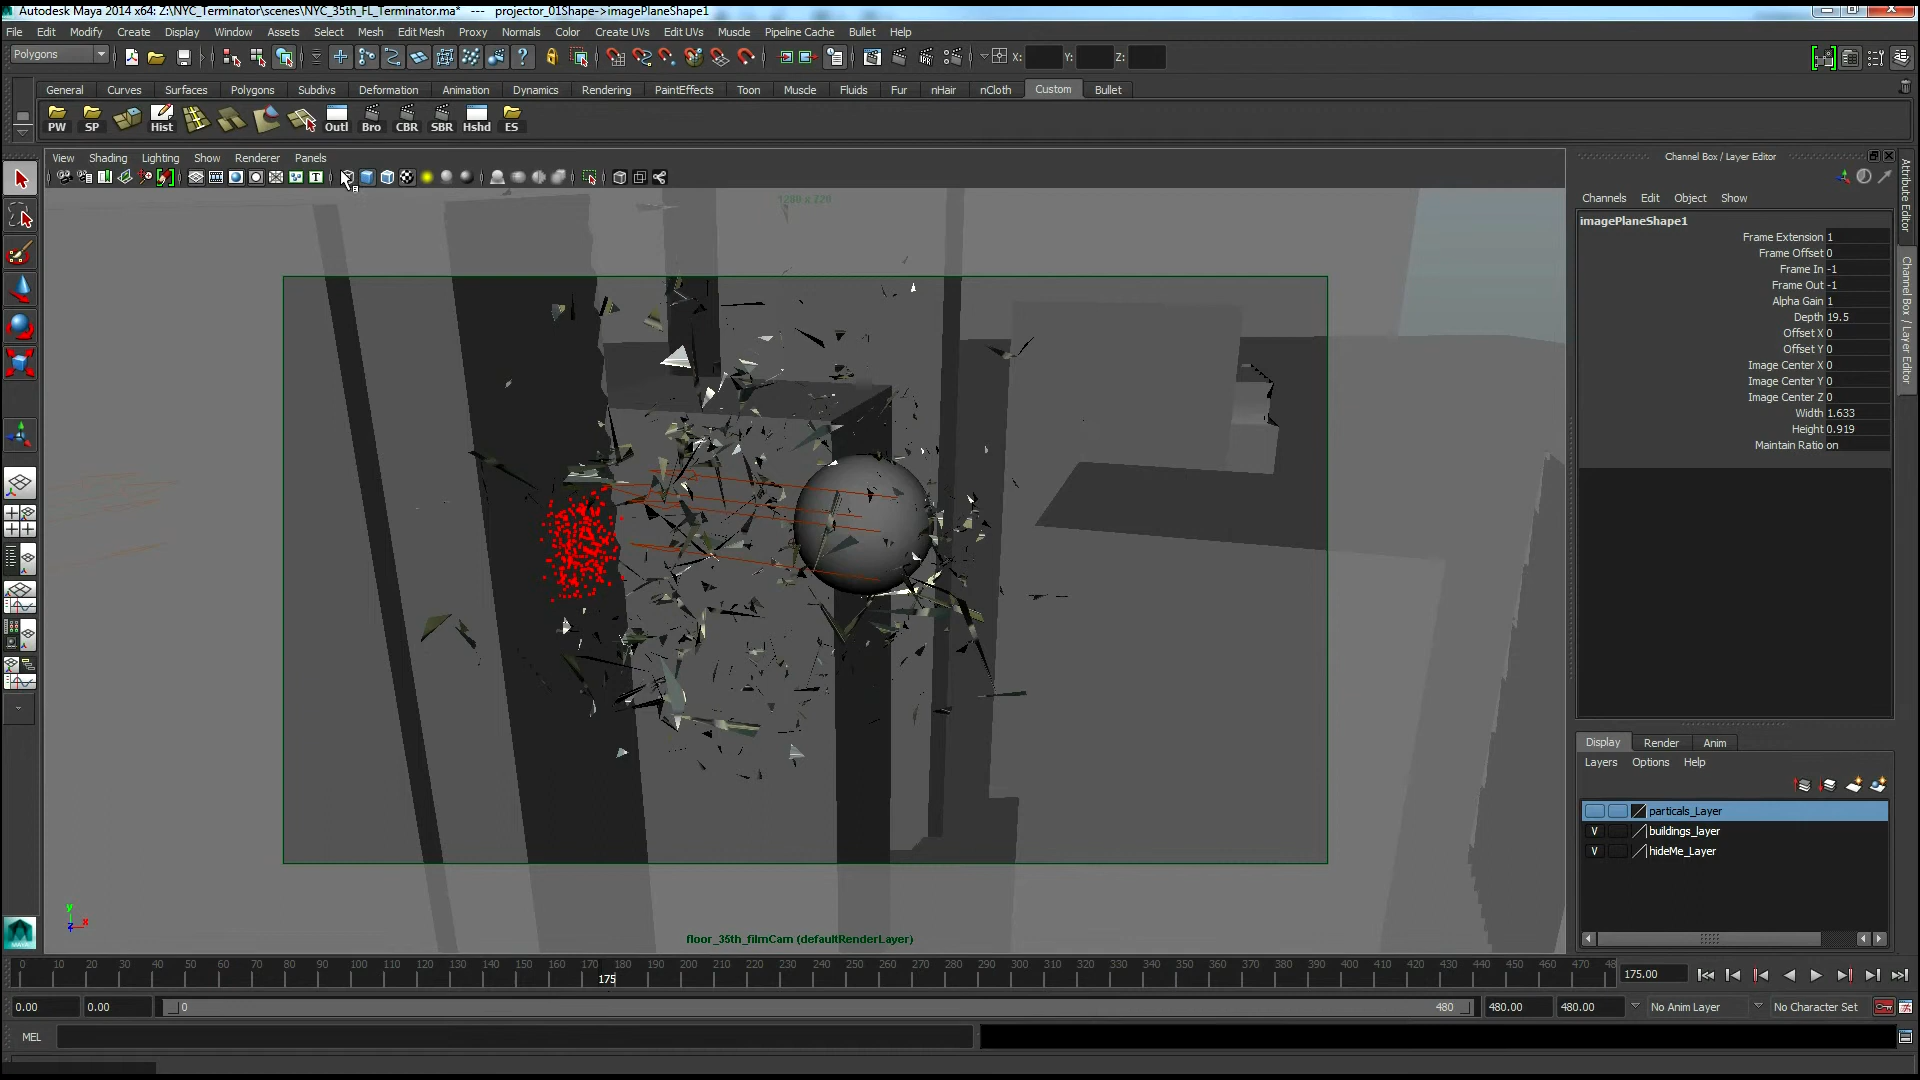 Autodesk Maya 2014 x64: Z:\NYC_Terminator\scenes\NYC_35th_FL_Terminator.ma* --- projector_01Shape->imagePlaneShape1
File Edit Modify Create Display Window Assets Select Mesh Edit Mesh Proxy Normals Color Create UVs Edit UVs Muscle Pipeline Cache Bullet Help
Polygons X: Y: Z:
General Curves Surfaces Polygons Subdivs Deformation Animation Dynamics Rendering PaintEffects Toon Muscle Fluids Fur nHair nCloth Custom Bullet
PW SP Hist Outl Bro CBR SBR Hshd ES
View Shading Lighting Show Renderer Panels
1280 x 720
floor_35th_filmCam (defaultRenderLayer)
y
z x
Channel Box / Layer Editor
Channels Edit Object Show
imagePlaneShape1
Frame Extension 1
Frame Offset 0
Frame In -1
Frame Out -1
Alpha Gain 1
Depth 19.5
Offset X 0
Offset Y 0
Image Center X 0
Image Center Y 0
Image Center Z 0
Width 1.633
Height 0.919
Maintain Ratio on
Attribute Editor
Channel Box / Layer Editor
Display Render Anim
Layers Options Help
particals_Layer
V buildings_layer
V hideMe_Layer
0 10 20 30 40 50 60 70 80 90 100 110 120 130 140 150 160 170 180 190 200 210 220 230 240 250 260 270 280 290 300 310 320 330 340 350 360 370 380 390 400 410 420 430 440 450 460 470 48
175
175.00
0.00 0.00 0 480 480.00 480.00 No Anim Layer No Character Set
MEL